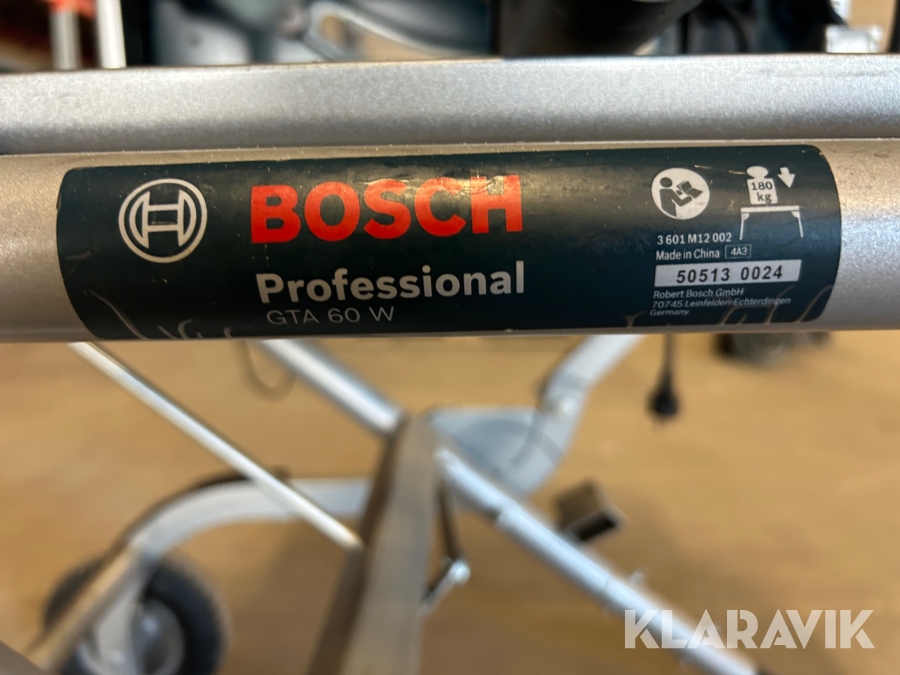 BOSCH
Professional
GTA 60 W
180
kg
3 601 M12 002
Made in China 4A3
50513 0024
Robert Bosch GmbH
70745 Leinfelden-Echterdingen
Germany
KLARAVIK